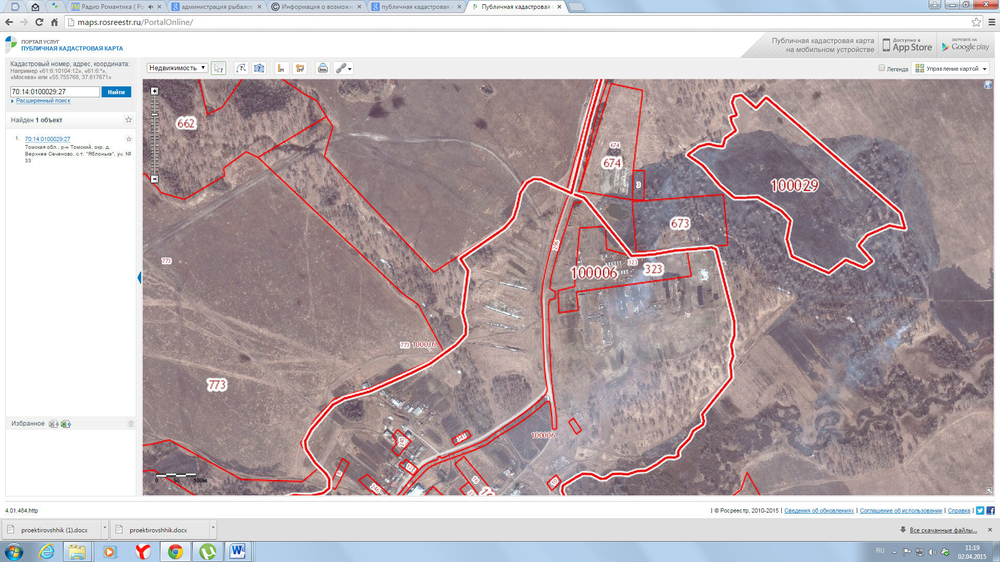 Радио Романтика ( Ро
администрация рыбалов
Информация о возможн
публичная кадастровая к
Публичная кадастровая
maps.rosreestr.ru/PortalOnline/
ПОРТАЛ УСЛУГ
ПУБЛИЧНАЯ КАДАСТРОВАЯ КАРТА
Публичная кадастровая карта
на мобильном устройстве
Доступно в
App Store
ЗАГРУЗИТЕ НА
Google play
Кадастровый номер, адрес, координата:
Например «61:6:10104:12», «61:6:*»,
«Москва» или «55.755768, 37.617671»
70:14:0100029:27
Найти
Расширенный поиск
Недвижимость
Легенда
Управление картой
Найден 1 объект
1. 70:14:0100029:27
Томская обл., р-н Томский, окр. д.
Верхнее Сеченово, с.т. "Яблонька", уч. №
33
662
674
674
3
100029
673
296
773
323
323
100006
773 100036
773
100006
341
245
12
8
16
246
10
0 50 100м
Избранное
4.01.484.http
| © Росреестр, 2010-2015 | Сведения об обновлениях | Соглашение об использовании | Справка |
proektirovshhik (1).docx
proektirovshhik.docx
Все скачанные файлы...
RU
11:19
02.04.2015